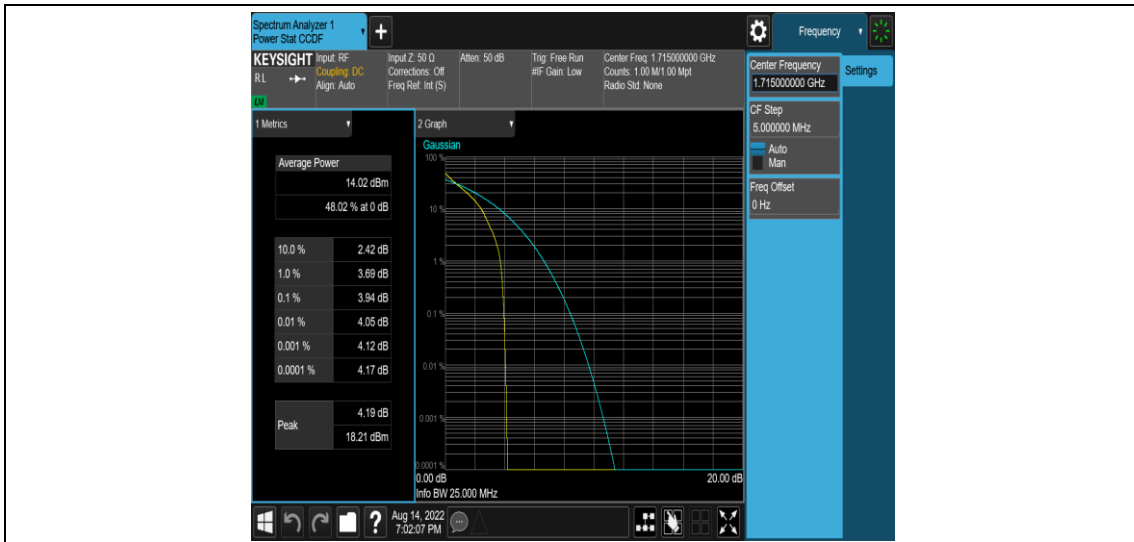 Spectrum Analyzer 1
Power Stat CCDF
+
Frequency
KEYSIGHT
RL
LXI
Input: RF
Coupling: DC
Align: Auto
Input Z: 50 Ω
Corrections: Off
Freq Ref: Int (S)
Atten: 50 dB
Trig: Free Run
#IF Gain: Low
Center Freq: 1.715000000 GHz
Counts: 1.00 M/1.00 Mpt
Radio Std: None
Center Frequency
1.715000000 GHz
Settings
CF Step
5.000000 MHz
Auto
Man
Freq Offset
0 Hz
1 Metrics
Average Power
14.02 dBm
48.02 % at 0 dB
10.0 % 2.42 dB
1.0 % 3.69 dB
0.1 % 3.94 dB
0.01 % 4.05 dB
0.001 % 4.12 dB
0.0001 % 4.17 dB
Peak
4.19 dB
18.21 dBm
2 Graph
Gaussian
100 %
10 %
1 %
0.1 %
0.01 %
0.001 %
0.0001 %
0.00 dB 20.00 dB
Info BW 25.000 MHz
?
Aug 14, 2022
7:02:07 PM